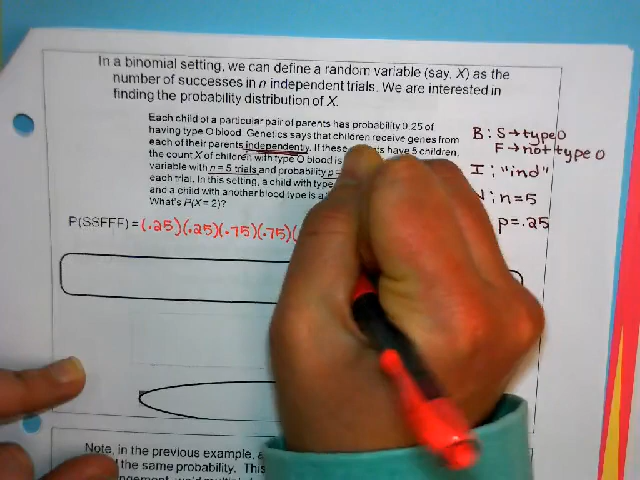 In a binomial setting, we can define a random variable (say, X) as the
number of successes in n independent trials. We are interested in
finding the probability distribution of X.
Each child of a particular pair of parents has probability 0.25 of
having type O blood. Genetics says that children receive genes from
each of their parents independently. If these have 5 children,
the count X of children with type O blood is
variable with n = 5 trials and probability p =
each trial. In this setting, a child with type
and a child with another blood type is a
What's P(X = 2)?
P(SSFFF) = (.25)(.25)(.75)(.75)(
B: S→type O
F→not type O
I: "ind"
: n=5
p=.25
Note, in the previous example,
the same probability. This